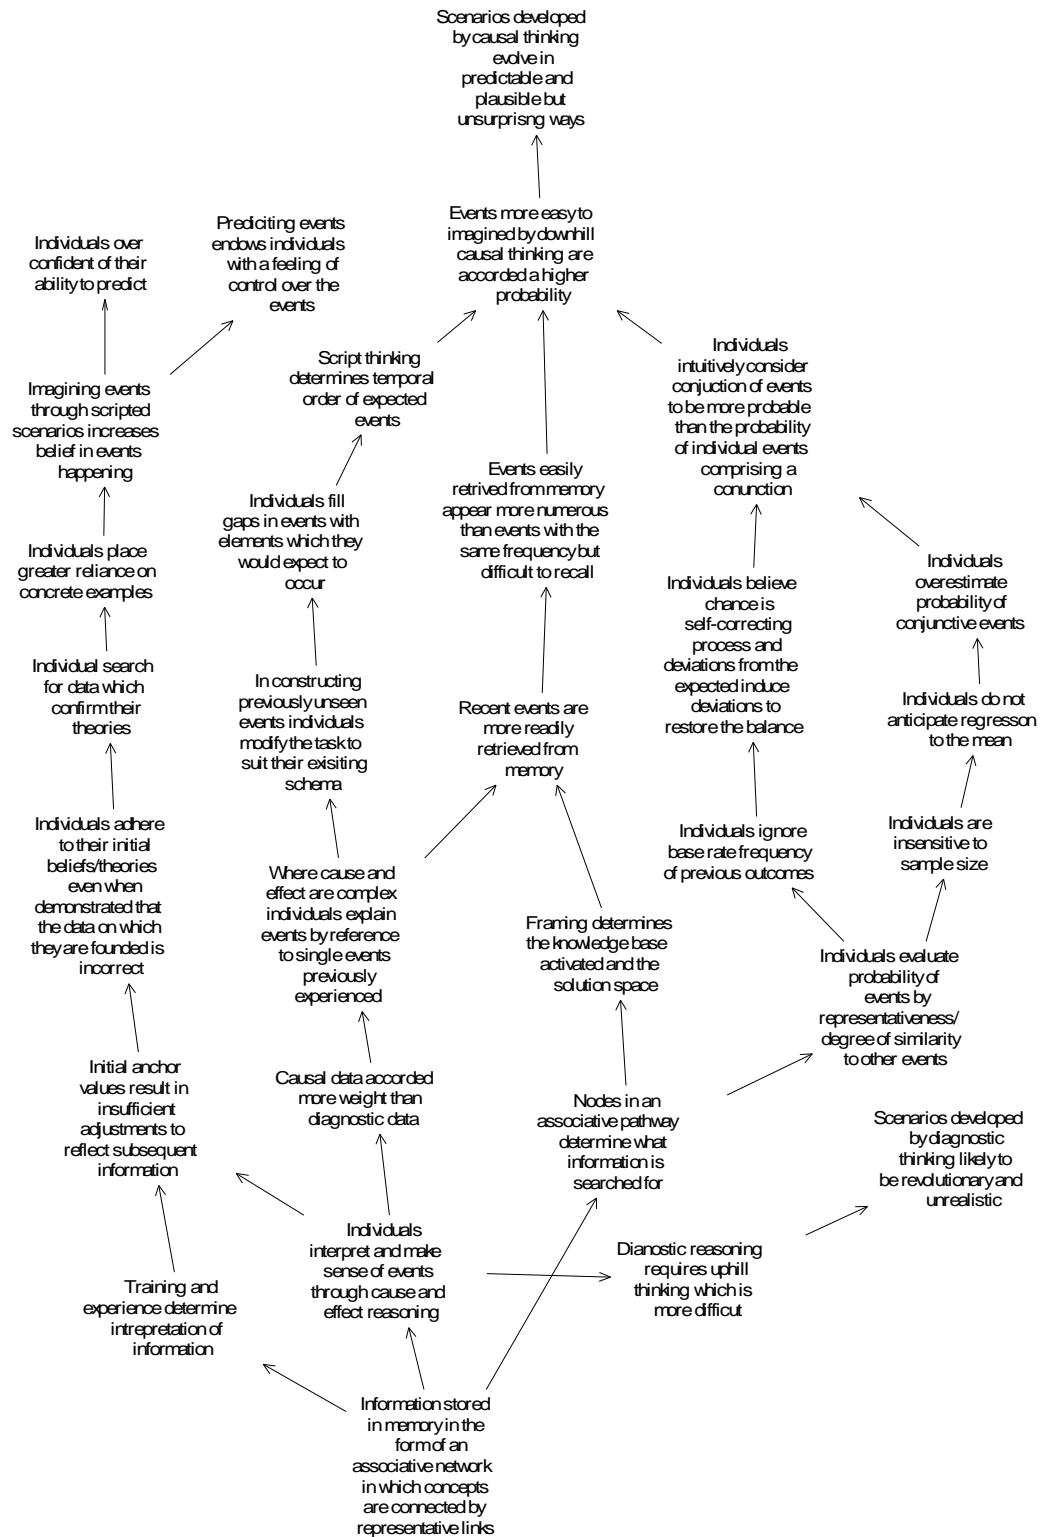 Scenarios developed
by causal thinking
evolve in
predictable and
plausible but
unsurprisng ways
Events more easy to
imagined by downhill
causal thinking are
accorded a higher
probability
Prediciting events
endows individuals
with a feeling of
control over the
events
Individuals over
confident of their
ability to predict
Script thinking
determines temporal
order of expected
events
Individuals
intuitively consider
conjuction of events
to be more probable
than the probability
of individual events
comprising a
conunction
Imagining events
through scripted
scenarios increases
belief in events
happening
Events easily
retrived from memory
appear more numerous
than events with the
same frequency but
difficult to recall
Individuals fill
gaps in events with
elements which they
would expect to
occur
Individuals place
greater reliance on
concrete examples
Individuals believe
chance is
self-correcting
process and
deviations from the
expected induce
deviations to
restore the balance
Individuals
overestimate
probability of
conjunctive events
Individual search
for data which
confirm their
theories
In constructing
previously unseen
events individuals
modify the task to
suit their exisiting
schema
Recent events are
more readily
retrieved from
memory
Individuals do not
anticipate regresson
to the mean
Individuals adhere
to their initial
beliefs/theories
even when
demonstrated that
the data on which
they are founded is
incorrect
Where cause and
effect are complex
individuals explain
events by reference
to single events
previously
experienced
Individuals ignore
base rate frequency
of previous outcomes
Individuals are
insensitive to
sample size
Framing determines
the knowledge base
activated and the
solution space
Individuals evaluate
probability of
events by
representativeness/
degree of similarity
to other events
Initial anchor
values result in
insufficient
adjustments to
reflect subsequent
information
Causal data accorded
more weight than
diagnostic data
Nodes in an
associative pathway
determine what
information is
searched for
Scenarios developed
by diagnostic
thinking likely to
be revolutionary and
unrealistic
Individuals
interpret and make
sense of events
through cause and
effect reasoning
Dianostic reasoning
requires uphill
thinking which is
more difficut
Training and
experience determine
intrepretation of
information
Information stored
in memory in the
form of an
associative network
in which concepts
are connected by
representative links